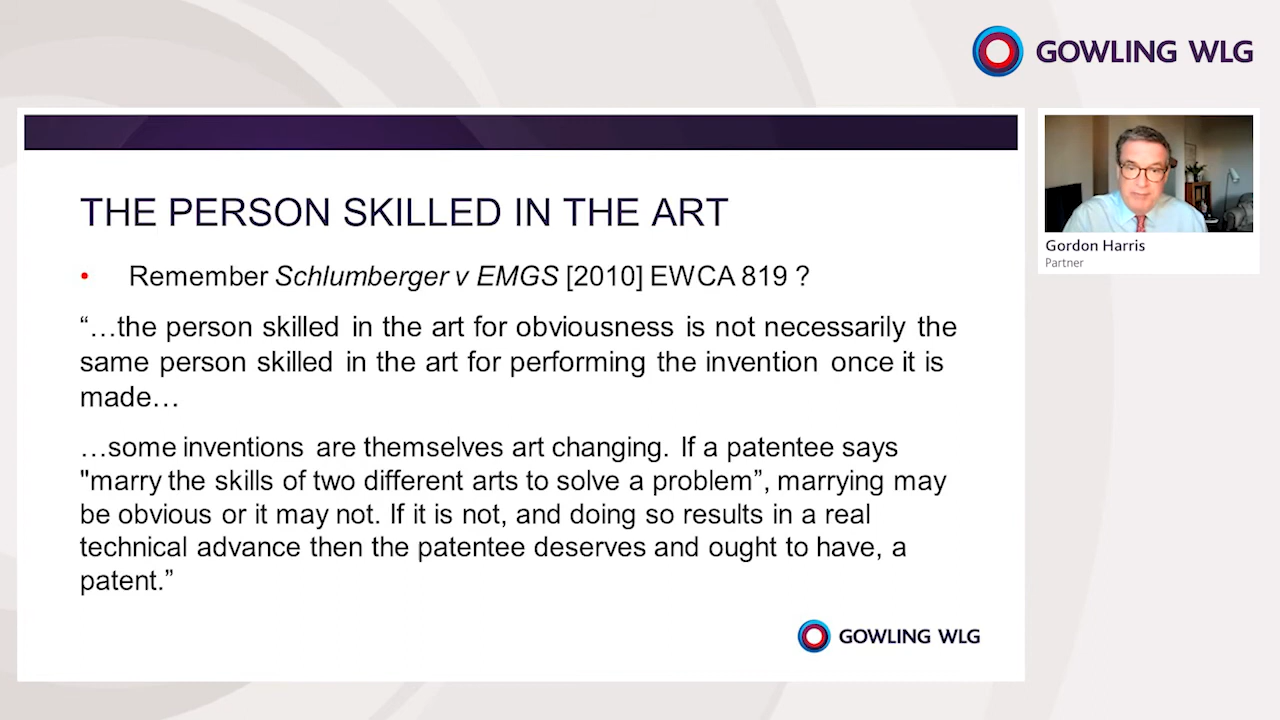 GOWLING WLG
THE PERSON SKILLED IN THE ART
• Remember Schlumberger v EMGS [2010] EWCA 819 ?
“…the person skilled in the art for obviousness is not necessarily the
same person skilled in the art for performing the invention once it is
made…
…some inventions are themselves art changing. If a patentee says
"marry the skills of two different arts to solve a problem”, marrying may
be obvious or it may not. If it is not, and doing so results in a real
technical advance then the patentee deserves and ought to have, a
patent.”
GOWLING WLG
Gordon Harris
Partner